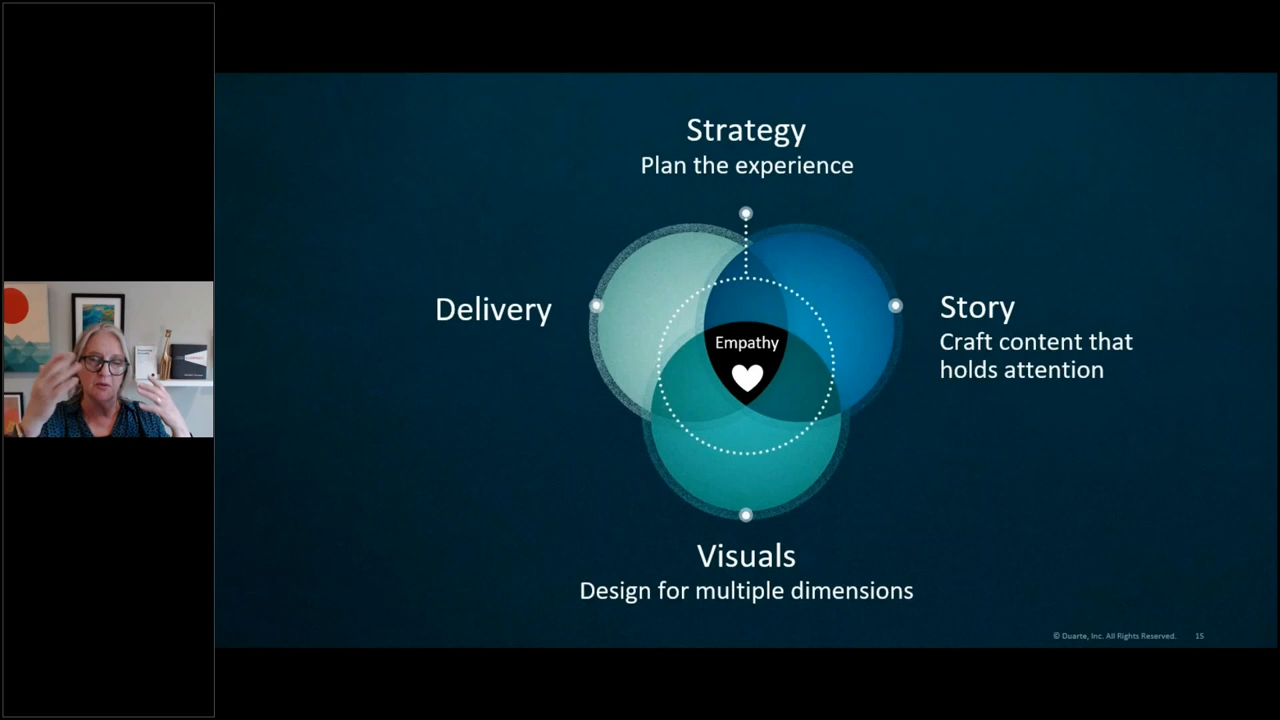 Strategy
Plan the experience
Delivery
Story
Craft content that
holds attention
Empathy
Visuals
Design for multiple dimensions
© Duarte, Inc. All Rights Reserved. 15